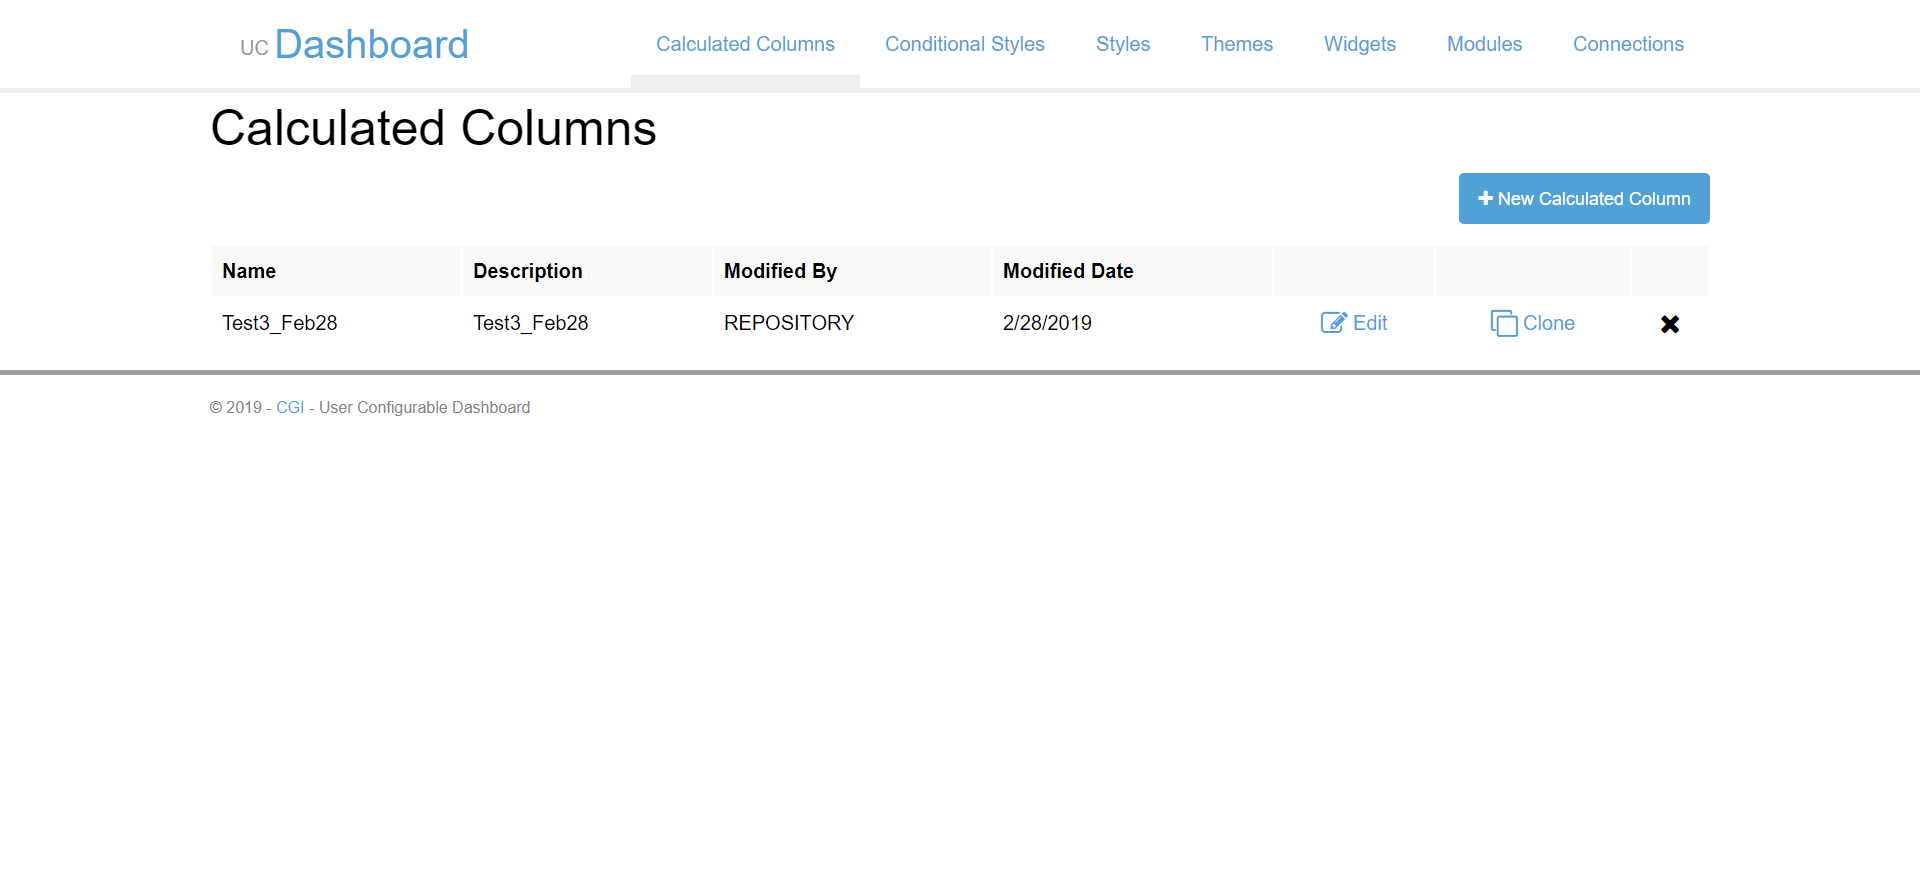 UC Dashboard Calculated Columns Conditional Styles Styles Themes Widgets Modules Connections
Calculated Columns
New Calculated Column
Name Description Modified By Modified Date
Test3_Feb28 Test3_Feb28 REPOSITORY 2/28/2019 Edit Clone
© 2019 - CGI - User Configurable Dashboard